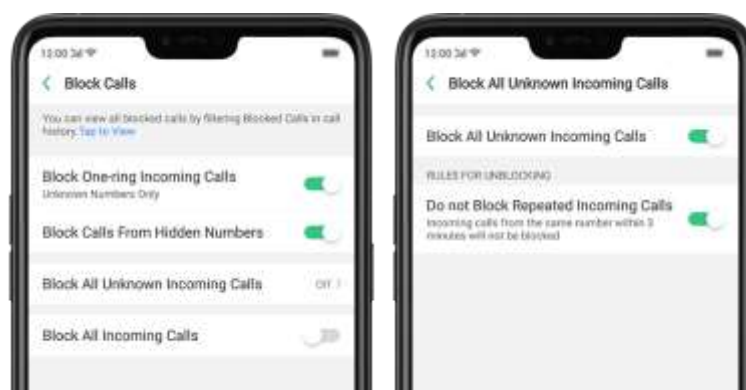 12:00
Block Calls
You can view all blocked calls by filtering Blocked Calls in call
history. Tap to View
Block One-ring Incoming Calls
Unknown Numbers Only
Block Calls From Hidden Numbers
Block All Unknown Incoming Calls
Off
Block All Incoming Calls
12:00
Block All Unknown Incoming Calls
Block All Unknown Incoming Calls
RULES FOR UNBLOCKING
Do not Block Repeated Incoming Calls
Incoming calls from the same number within 3
minutes will not be blocked